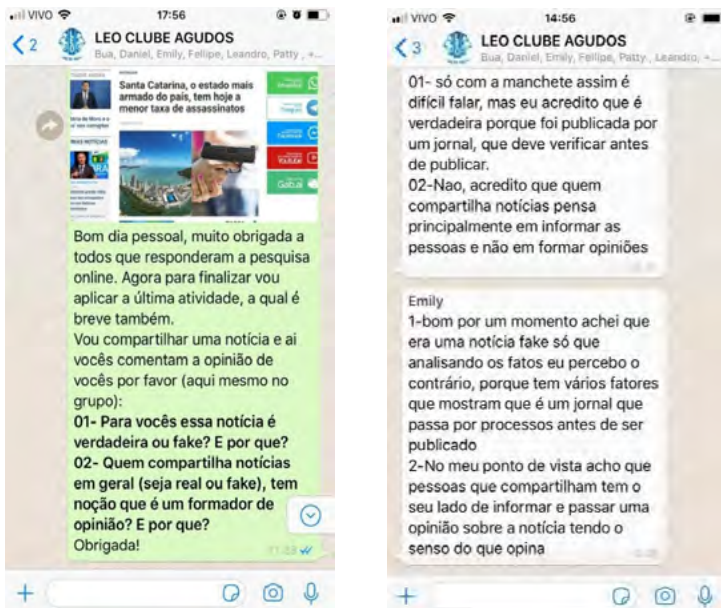 VIVO
17:56
2
LEO CLUBE AGUDOS
Bua, Daniel, Emily, Fellipe, Leandro, Patty, +...
Santa Catarina, o estado mais
armado do país, tem hoje a
menor taxa de assassinatos
Youtube
Gab.ai
Bom dia pessoal, muito obrigada a
todos que responderam a pesquisa
online. Agora para finalizar vou
aplicar a última atividade, a qual é
breve também.
Vou compartilhar uma notícia e ai
vocês comentam a opinião de
vocês por favor (aqui mesmo no
grupo):
01- Para vocês essa notícia é
verdadeira ou fake? E por que?
02- Quem compartilha notícias
em geral (seja real ou fake), tem
noção que é um formador de
opinião? E por que?
Obrigada!
VIVO
14:56
3
LEO CLUBE AGUDOS
Bua, Daniel, Emily, Fellipe, Patty, Leandro, +...
01- só com a manchete assim é
difícil falar, mas eu acredito que é
verdadeira porque foi publicada por
um jornal, que deve verificar antes
de publicar.
02-Nao, acredito que quem
compartilha notícias pensa
principalmente em informar as
pessoas e não em formar opiniões
Emily
1-bom por um momento achei que
era uma notícia fake só que
analisando os fatos eu percebo o
contrário, porque tem vários fatores
que mostram que é um jornal que
passa por processos antes de ser
publicado
2-No meu ponto de vista acho que
pessoas que compartilham tem o
seu lado de informar e passar uma
opinião sobre a notícia tendo o
senso do que opina